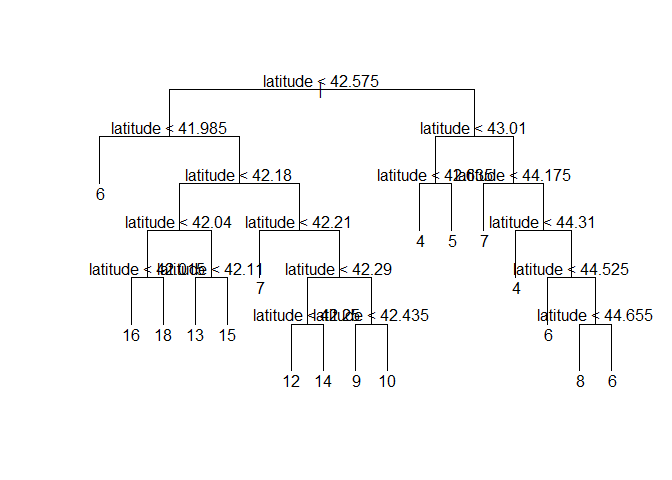 latitude < 42.575
latitude < 41.985
latitude < 43.01
6
latitude < 42.18
latitude < 42.635
latitude < 44.175
latitude < 42.04
latitude < 42.21
4
5
7
latitude < 44.31
latitude < 42.015
latitude < 42.11
7
latitude < 42.29
4
latitude < 44.525
16
18
13
15
latitude < 42.25
latitude < 42.435
6
latitude < 44.655
12
14
9
10
8
6